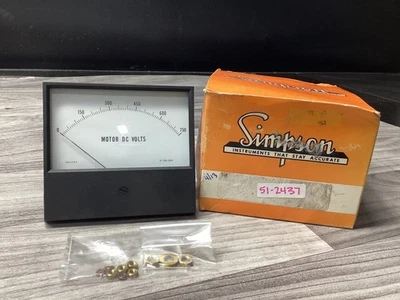 150
300
450
600
0
750
MOTOR DC VOLTS
Simpson
INSTRUMENTS THAT STAY ACCURATE
51-2437